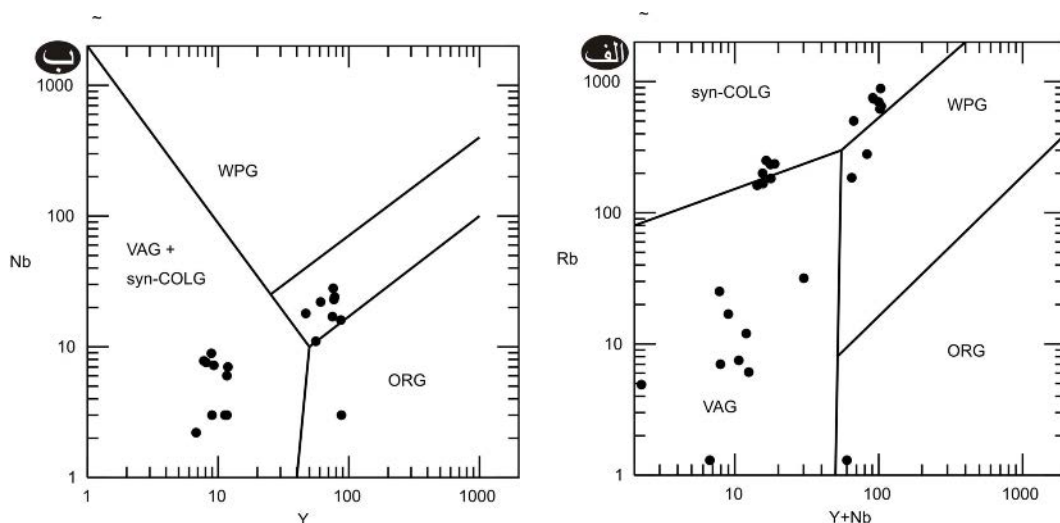 ~
ب
1000
WPG
100
Nb
VAG +
syn-COLG
10
ORG
1
1
10
100
1000
Y
~
الف
1000
syn-COLG
WPG
100
Rb
10
ORG
VAG
1
10
100
1000
Y+Nb